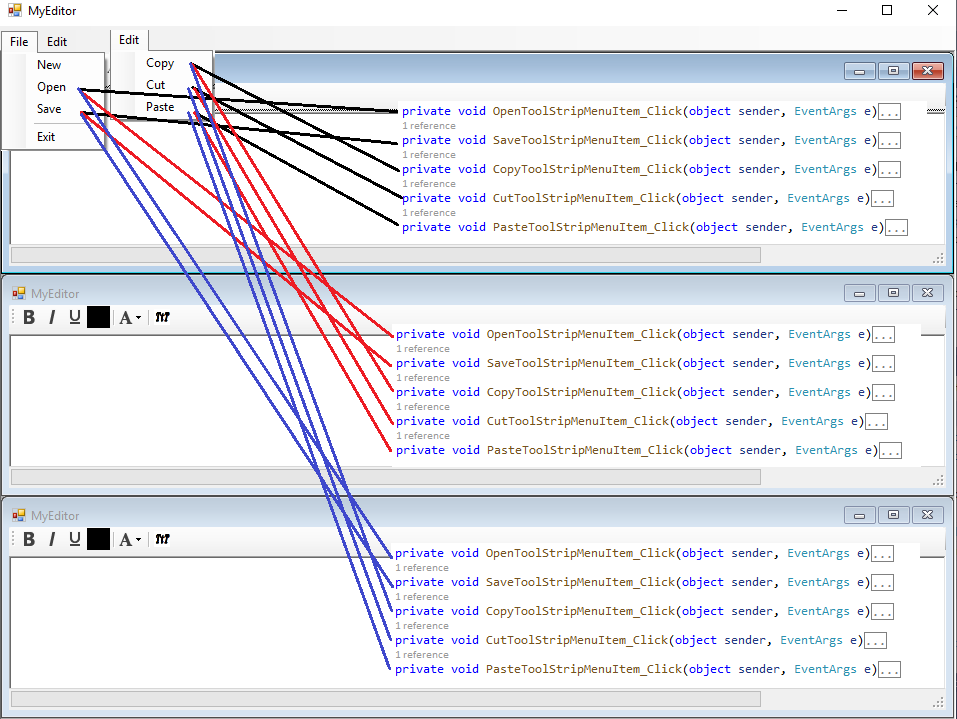 MyEditor
File Edit
Edit
New
Open
Save
Exit
Copy
Cut
Paste
private void OpenToolStripMenuItem_Click(object sender, EventArgs e)...
1 reference
private void SaveToolStripMenuItem_Click(object sender, EventArgs e)...
1 reference
private void CopyToolStripMenuItem_Click(object sender, EventArgs e)...
1 reference
private void CutToolStripMenuItem_Click(object sender, EventArgs e)...
1 reference
private void PasteToolStripMenuItem_Click(object sender, EventArgs e)...
MyEditor
B I U A
private void OpenToolStripMenuItem_Click(object sender, EventArgs e)...
1 reference
private void SaveToolStripMenuItem_Click(object sender, EventArgs e)...
1 reference
private void CopyToolStripMenuItem_Click(object sender, EventArgs e)...
1 reference
private void CutToolStripMenuItem_Click(object sender, EventArgs e)...
1 reference
private void PasteToolStripMenuItem_Click(object sender, EventArgs e)...
MyEditor
B I U A
private void OpenToolStripMenuItem_Click(object sender, EventArgs e)...
1 reference
private void SaveToolStripMenuItem_Click(object sender, EventArgs e)...
1 reference
private void CopyToolStripMenuItem_Click(object sender, EventArgs e)...
1 reference
private void CutToolStripMenuItem_Click(object sender, EventArgs e)...
1 reference
private void PasteToolStripMenuItem_Click(object sender, EventArgs e)...